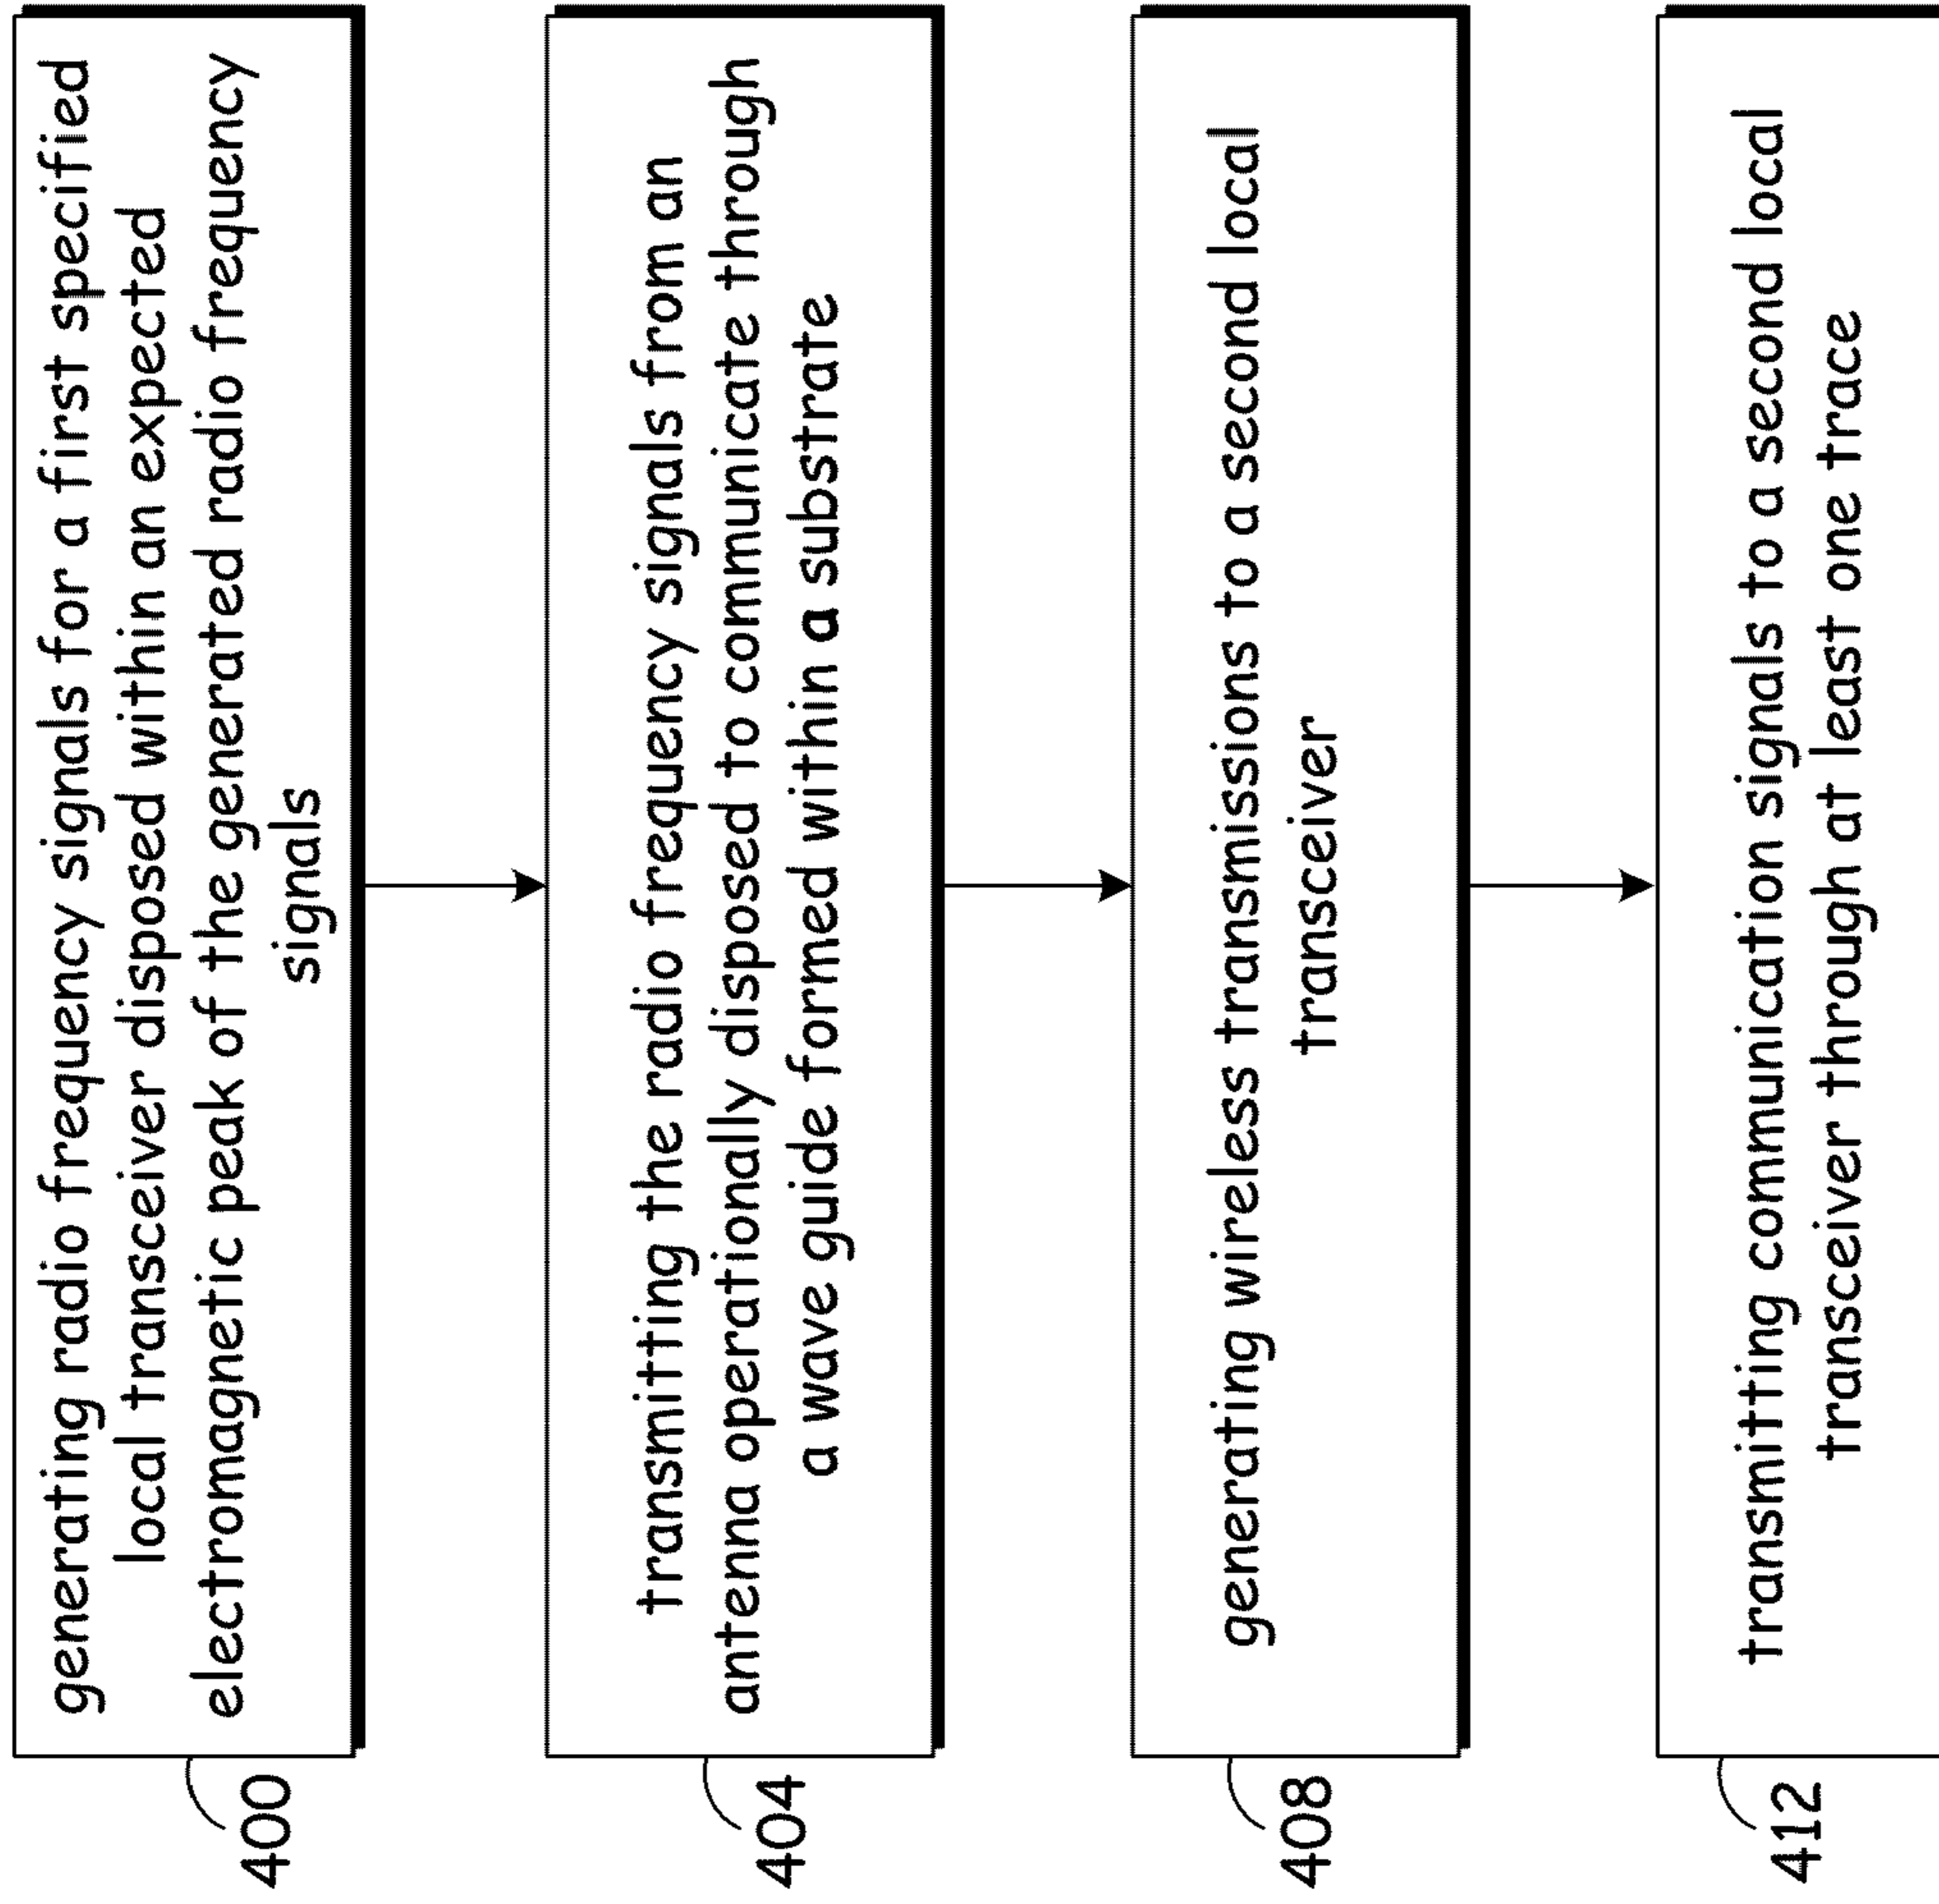 generating radio frequency signals for a first specified
local transceiver disposed within an expected
electromagnetic peak of the generated radio frequency
signals
400
transmitting the radio frequency signals from an
antenna operationally disposed to communicate through
a wave guide formed within a substrate
404
generating wireless transmissions to a second local
transceiver
408
transmitting communication signals to a second local
transceiver through at least one trace
412